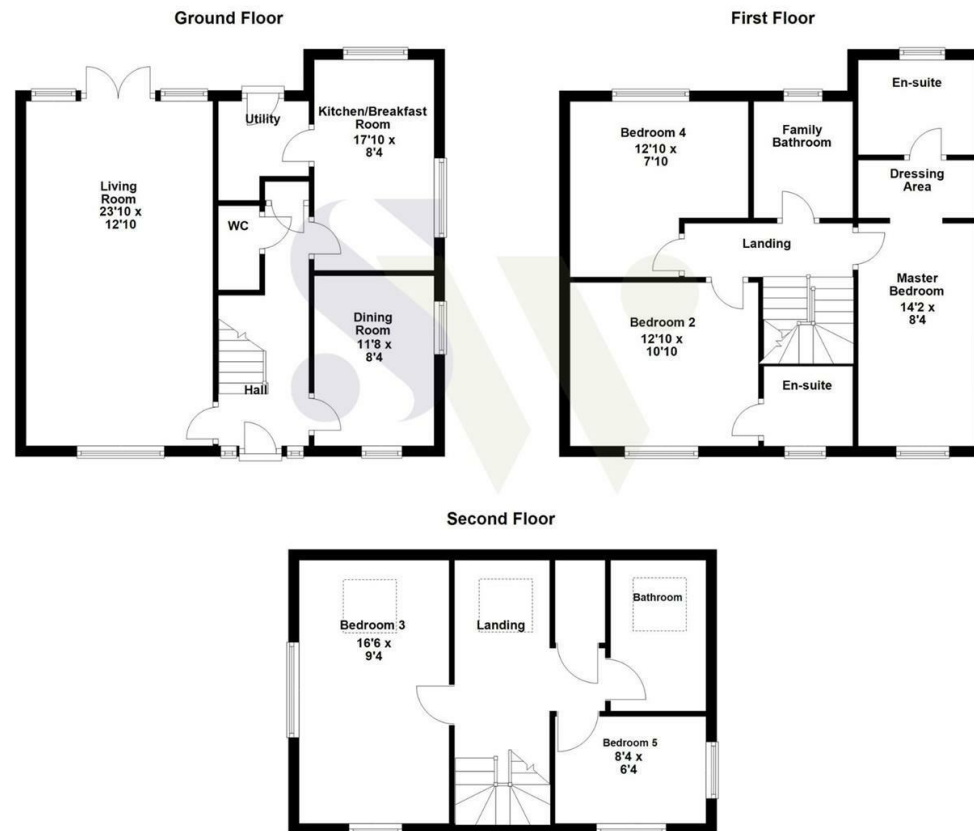 Ground Floor
Utility
Kitchen/Breakfast
Room
17'10 x
8'4
Living
Room
23'10 x
12'10
WC
Dining
Room
11'8 x
8'4
Hall
First Floor
En-suite
Bedroom 4
12'10 x
7'10
Family
Bathroom
Dressing
Area
Landing
Master
Bedroom
14'2 x
8'4
Bedroom 2
12'10 x
10'10
En-suite
Second Floor
Bedroom 3
16'6 x
9'4
Landing
Bathroom
Bedroom 5
8'4 x
6'4
SW